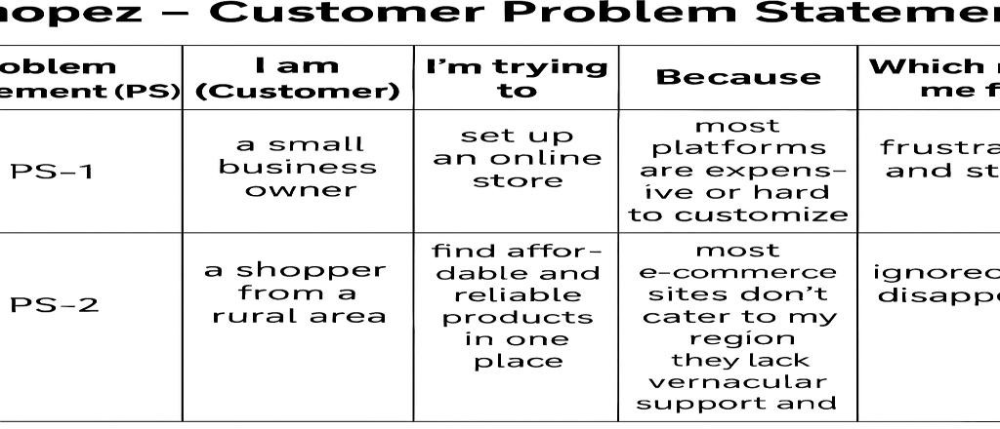 hopez – Customer Problem Statemen
oblem
ement (PS)
I am
(Customer)
I'm trying
to
Because
Which
me f
PS–1
a small
business
owner
set up
an online
store
most
platforms
are expens–
ive or hard
to customize
frustra
and st
PS–2
a shopper
from a
rural area
find affor–
dable and
reliable
products
in one
place
most
e-commerce
sites don't
cater to my
region
they lack
vernacular
support and
ignored
disappo